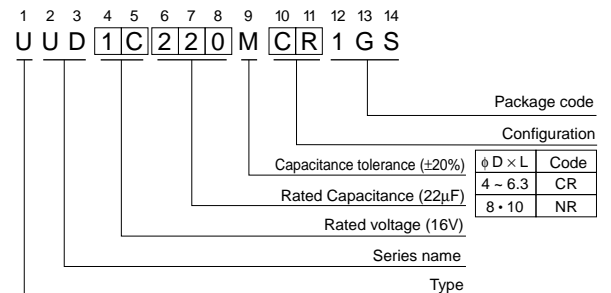 1 2 3 4 5 6 7 8 9 10 11 12 13 14
U U D 1 C 2 2 0 M C R 1 G S
Package code
Configuration
Capacitance tolerance (±20%)
ϕ D × L Code
4 ~ 6.3 CR
8 • 10 NR
Rated Capacitance (22μF)
Rated voltage (16V)
Series name
Type